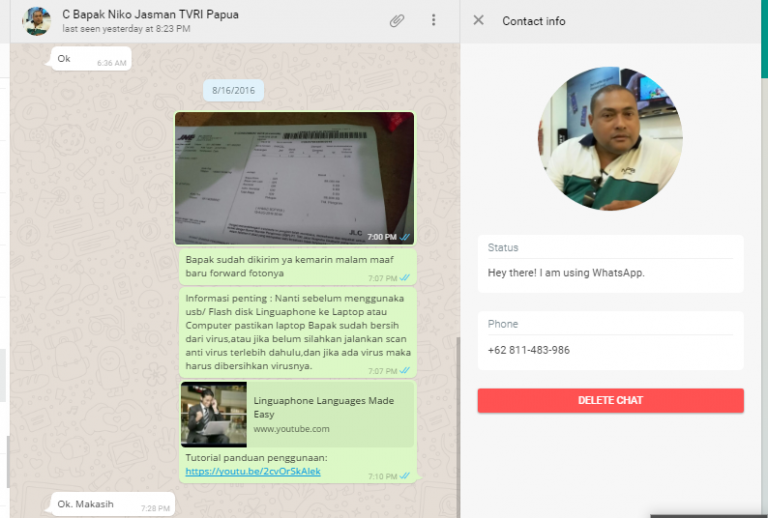 C Bapak Niko Jasman TVRI Papua
last seen yesterday at 8:23 PM
Ok
6:36 AM
8/16/2016
JNE
JLC
7:00 PM
Bapak sudah dikirim ya kemarin malam maaf
baru forward fotonya
7:07 PM
Informasi penting : Nanti sebelum menggunaka
usb/ Flash disk Linguaphone ke Laptop atau
Computer pastikan laptop Bapak sudah bersih
dari virus,atau jika belum silahkan jalankan scan
anti virus terlebih dahulu,dan jika ada virus maka
harus dibersihkan virusnya.
7:07 PM
Linguaphone Languages Made
Easy
www.youtube.com
Tutorial panduan penggunaan:
https://youtu.be/2cvOrSkAlek
7:10 PM
Ok. Makasih
7:28 PM
Contact info
Status
Hey there! I am using WhatsApp.
Phone
+62 811-483-986
DELETE CHAT